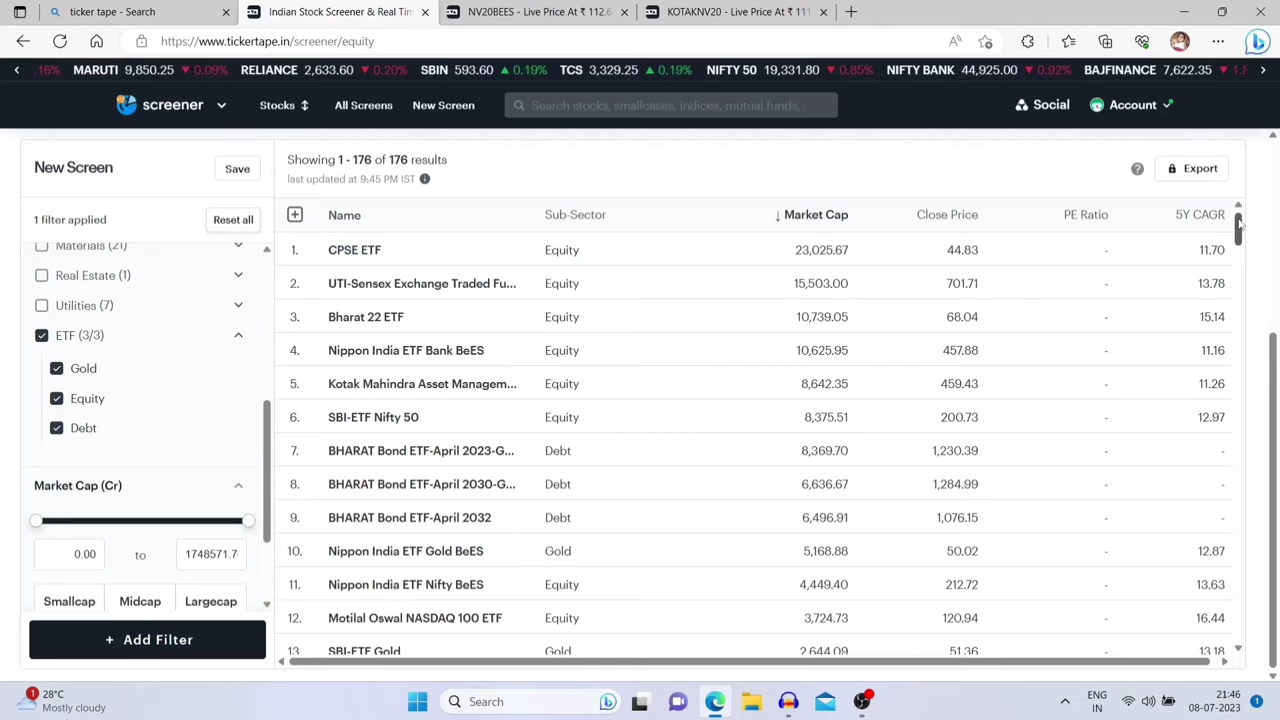 ticker tape - Search
Indian Stock Screener & Real Tim
NV20BEES - Live Price At ₹ 112.6
KOTAKNV20 - Live Price At ₹ 111
https://www.tickertape.in/screener/equity
.16% MARUTI 9,850.25 ▼ 0.09% RELIANCE 2,633.60 ▼ 0.20% SBIN 593.60 ▲ 0.19% TCS 3,329.25 ▲ 0.19% NIFTY 50 19,331.80 ▼ 0.85% NIFTY BANK 44,925.00 ▼ 0.92% BAJFINANCE 7,622.35 ▼ 1.8
screener Stocks All Screens New Screen Search stocks, smallcases, indices, mutual funds, Social Account
New Screen Save
Showing 1 - 176 of 176 results
last updated at 9:45 PM IST
Export
1 filter applied Reset all
Materials (21)
Real Estate (1)
Utilities (7)
ETF (3/3)
Gold
Equity
Debt
Market Cap (Cr)
0.00 to 1748571.7
Smallcap Midcap Largecap
+ Add Filter
Name Sub-Sector ↓ Market Cap Close Price PE Ratio 5Y CAGR
1. CPSE ETF Equity 23,025.67 44.83 - 11.70
2. UTI-Sensex Exchange Traded Fu... Equity 15,503.00 701.71 - 13.78
3. Bharat 22 ETF Equity 10,739.05 68.04 - 15.14
4. Nippon India ETF Bank BeES Equity 10,625.95 457.88 - 11.16
5. Kotak Mahindra Asset Managem... Equity 8,642.35 459.43 - 11.26
6. SBI-ETF Nifty 50 Equity 8,375.51 200.73 - 12.97
7. BHARAT Bond ETF-April 2023-G... Debt 8,369.70 1,230.39 - -
8. BHARAT Bond ETF-April 2030-G... Debt 6,636.67 1,284.99 - -
9. BHARAT Bond ETF-April 2032 Debt 6,496.91 1,076.15 - -
10. Nippon India ETF Gold BeES Gold 5,168.88 50.02 - 12.87
11. Nippon India ETF Nifty BeES Equity 4,449.40 212.72 - 13.63
12. Motilal Oswal NASDAQ 100 ETF Equity 3,724.73 120.94 - 16.44
13. SBI-ETF Gold Gold 2,644.09 51.36 - 13.18
1
28°C
Mostly cloudy
Search
ENG
IN
21:46
08-07-2023
1